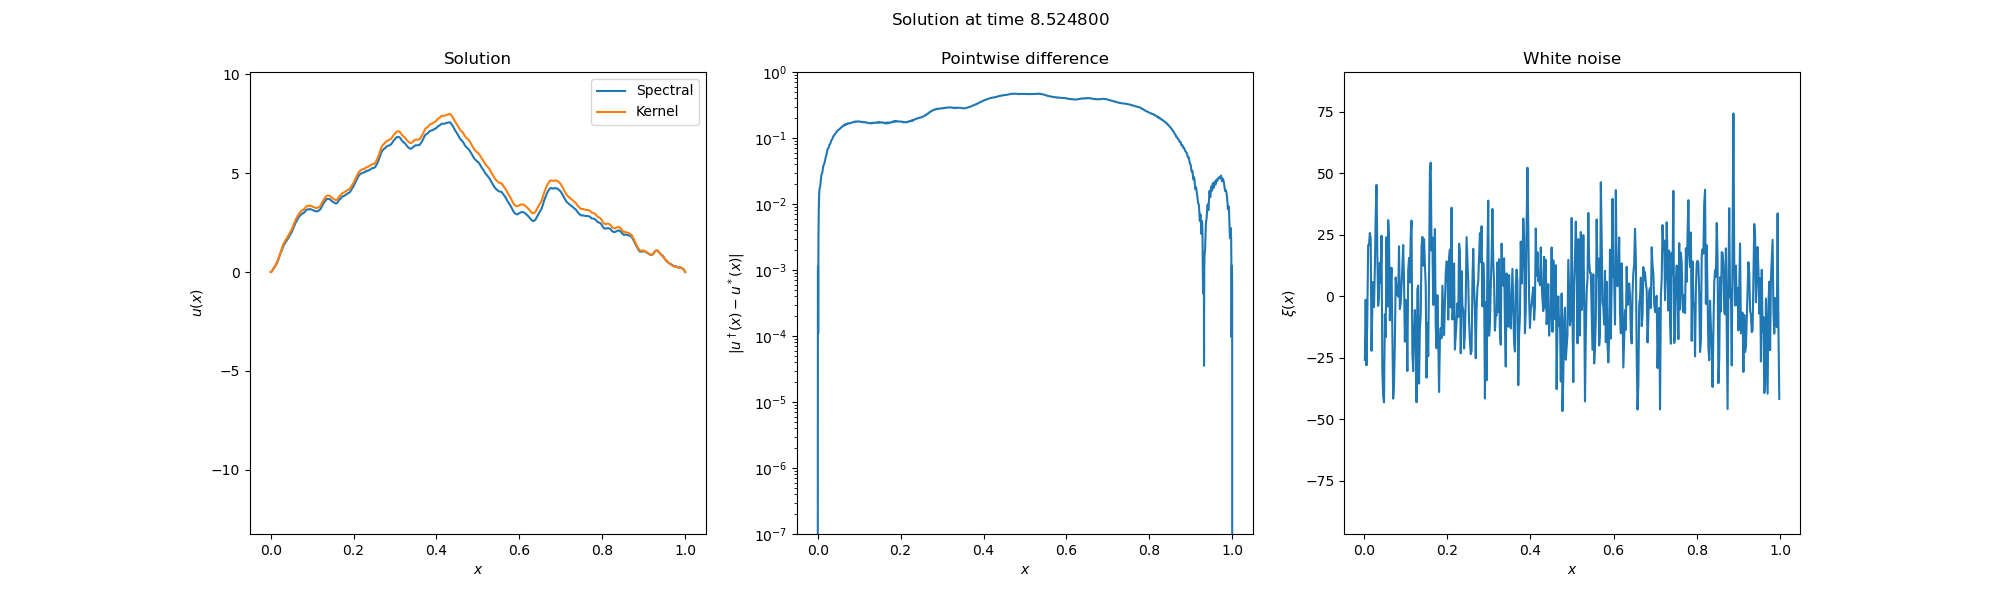 Solution at time 8.524800
Solution
10
5
0
−5
−10
u(x)
0.0 0.2 0.4 0.6 0.8 1.0
x
Spectral
Kernel
Pointwise difference
10⁰
10⁻¹
10⁻²
10⁻³
10⁻⁴
10⁻⁵
10⁻⁶
10⁻⁷
|u†(x) − u*(x)|
0.0 0.2 0.4 0.6 0.8 1.0
x
White noise
75
50
25
0
−25
−50
−75
ξ(x)
0.0 0.2 0.4 0.6 0.8 1.0
x